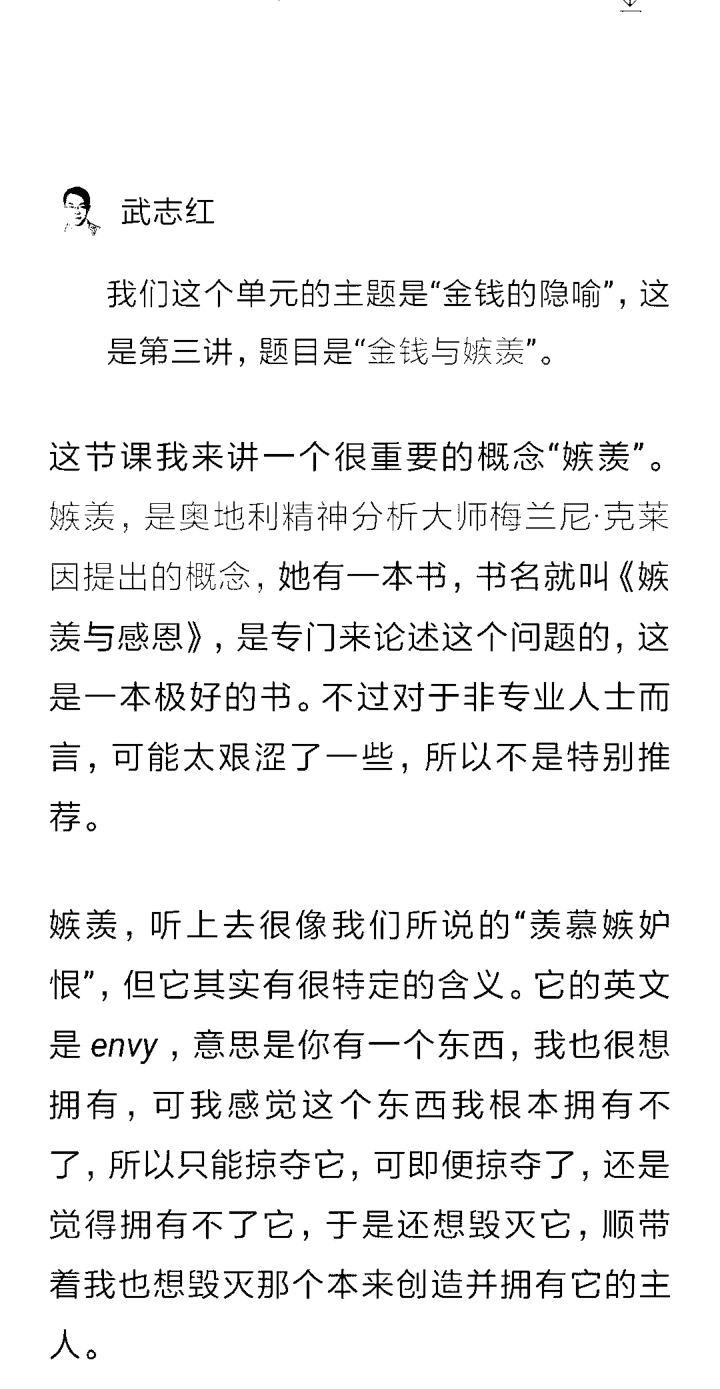 武志红
我们这个单元的主题是“金钱的隐喻”，这
是第三讲，题目是“金钱与嫉羡”。
这节课我来讲一个很重要的概念“嫉羡”。
嫉羡，是奥地利精神分析大师梅兰尼·克莱
因提出的概念，她有一本书，书名就叫《嫉
羡与感恩》，是专门来论述这个问题的，这
是一本极好的书。不过对于非专业人士而
言，可能太艰涩了一些，所以不是特别推
荐。
嫉羡，听上去很像我们所说的“羡慕嫉妒
恨”，但它其实有很特定的含义。它的英文
是 envy ，意思是你有一个东西，我也很想
拥有，可我感觉这个东西我根本拥有不
了，所以只能掠夺它，可即便掠夺了，还是
觉得拥有不了它，于是还想毁灭它，顺带
着我也想毁灭那个本来创造并拥有它的主
人。